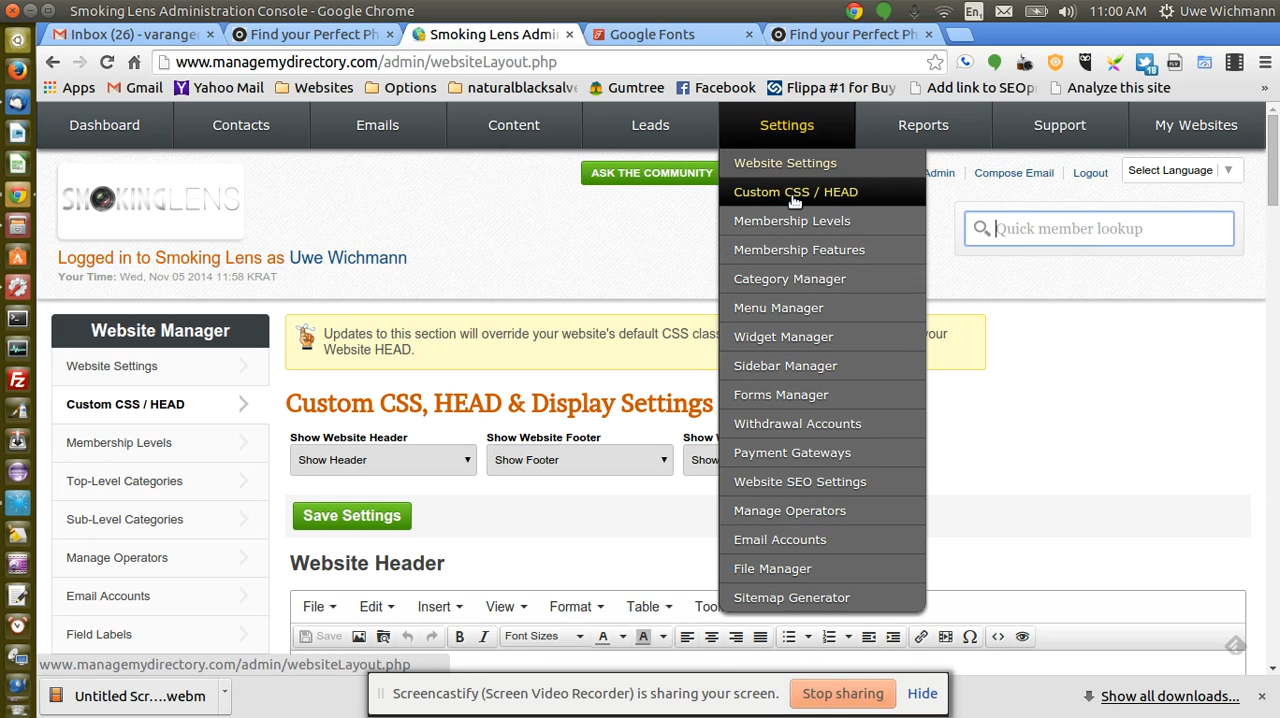 Smoking Lens Administration Console - Google Chrome
En1
11:00 AM
Uwe Wichmann
Inbox (26) - varange
Find your Perfect Ph
Smoking Lens Admi
Google Fonts
Find your Perfect Ph
www.managemydirectory.com/admin/websiteLayout.php
18
Apps
Gmail
Yahoo Mail
Websites
Options
naturalblacksalve
Gumtree
Facebook
Flippa #1 for Buy
Add link to SEOp
Analyze this site
»
Dashboard
Contacts
Emails
Content
Leads
Settings
Reports
Support
My Websites
SMOKINGLENS
ASK THE COMMUNITY
Admin
Compose Email
Logout
Select Language
Quick member lookup
Logged in to Smoking Lens as Uwe Wichmann
Your Time: Wed, Nov 05 2014 11:58 KRAT
Website Settings
Custom CSS / HEAD
Membership Levels
Membership Features
Category Manager
Menu Manager
Widget Manager
Sidebar Manager
Forms Manager
Withdrawal Accounts
Payment Gateways
Website SEO Settings
Manage Operators
Email Accounts
File Manager
Sitemap Generator
Website Manager
Website Settings
Custom CSS / HEAD
Membership Levels
Top-Level Categories
Sub-Level Categories
Manage Operators
Email Accounts
Field Labels
Updates to this section will override your website's default CSS clas
your
Website HEAD.
Custom CSS, HEAD & Display Settings
Show Website Header
Show Website Footer
Show
Show Header
Show Footer
Show
Save Settings
Website Header
File
Edit
Insert
View
Format
Table
Too
Save
B
I
Font Sizes
A
A
www.managemydirectory.com/admin/websiteLayout.php
Untitled Scr....webm
Screencastify (Screen Video Recorder) is sharing your screen.
Stop sharing
Hide
Show all downloads...